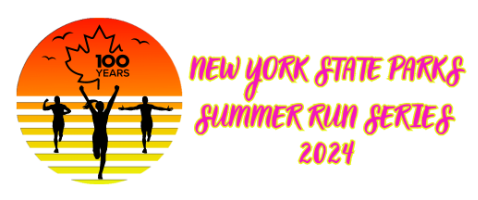 100
YEARS
NEW YORK STATE PARKS
SUMMER RUN SERIES
2024